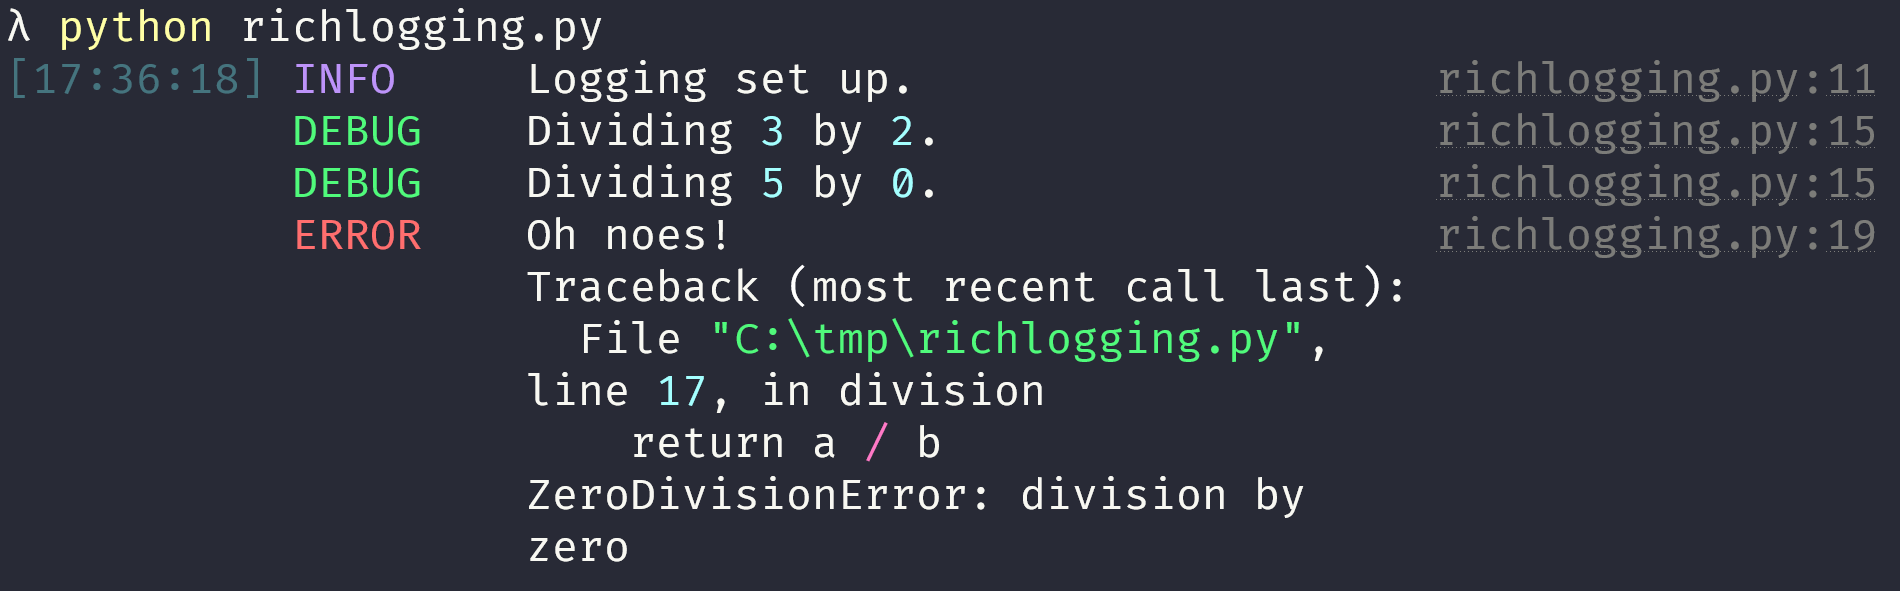 λ python richlogging.py
[17:36:18] INFO     Logging set up.                    richlogging.py:11
           DEBUG    Dividing 3 by 2.                   richlogging.py:15
           DEBUG    Dividing 5 by 0.                   richlogging.py:15
           ERROR    Oh noes!                           richlogging.py:19
                    Traceback (most recent call last):
                      File "C:\tmp\richlogging.py",
                    line 17, in division
                        return a / b
                    ZeroDivisionError: division by
                    zero